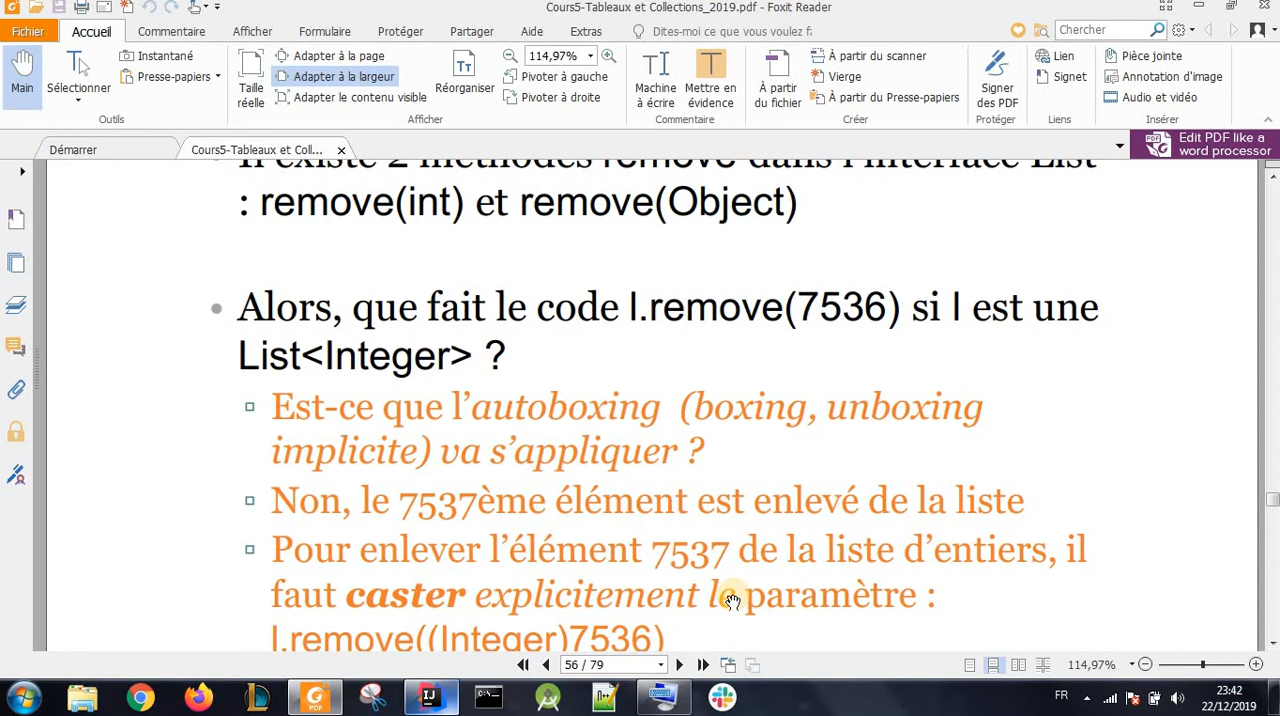 Cours5-Tableaux et Collections_2019.pdf - Foxit Reader
Fichier Accueil Commentaire Afficher Formulaire Protéger Partager Aide Extras Dites-moi ce que vous voulez f: Chercher
Main
Sélectionner
Instantané
Presse-papiers
Outils
Taille réelle
Adapter à la page
Adapter à la largeur
Adapter le contenu visible
Réorganiser
114,97%
Pivoter à gauche
Pivoter à droite
Afficher
Machine à écrire
Mettre en évidence
Commentaire
À partir du fichier
À partir du scanner
Vierge
À partir du Presse-papiers
Créer
Signer des PDF
Protéger
Lien
Signet
Liens
Pièce jointe
Annotation d'image
Audio et vidéo
Insérer
Démarrer
Cours5-Tableaux et Coll...
Edit PDF like a
word processor
Il existe 2 méthodes remove dans l'interface List
: remove(int) et remove(Object)
Alors, que fait le code l.remove(7536) si l est une
List<Integer> ?
Est-ce que l'autoboxing (boxing, unboxing
implicite) va s'appliquer ?
Non, le 7537ème élément est enlevé de la liste
Pour enlever l'élément 7537 de la liste d'entiers, il
faut caster explicitement le paramètre :
l.remove((Integer)7536)
56 / 79
114,97%
FR
23:42
22/12/2019